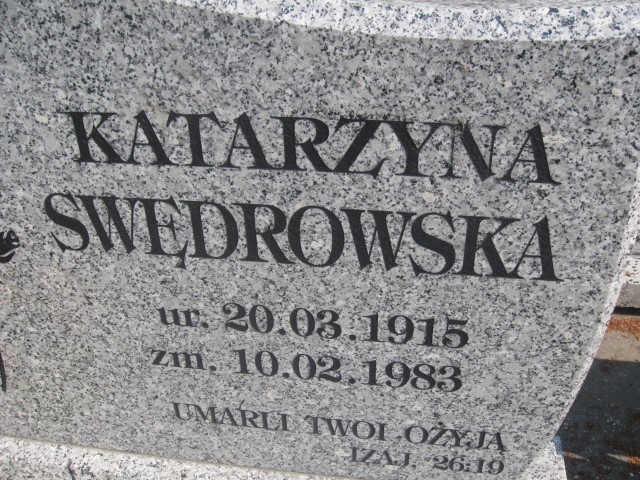 KATARZYNA
SWĘDROWSKA
ur. 20.03.1915
zm. 10.02.1983
UMARLI TWOI OŻYJĄ
IZAJ. 26:19